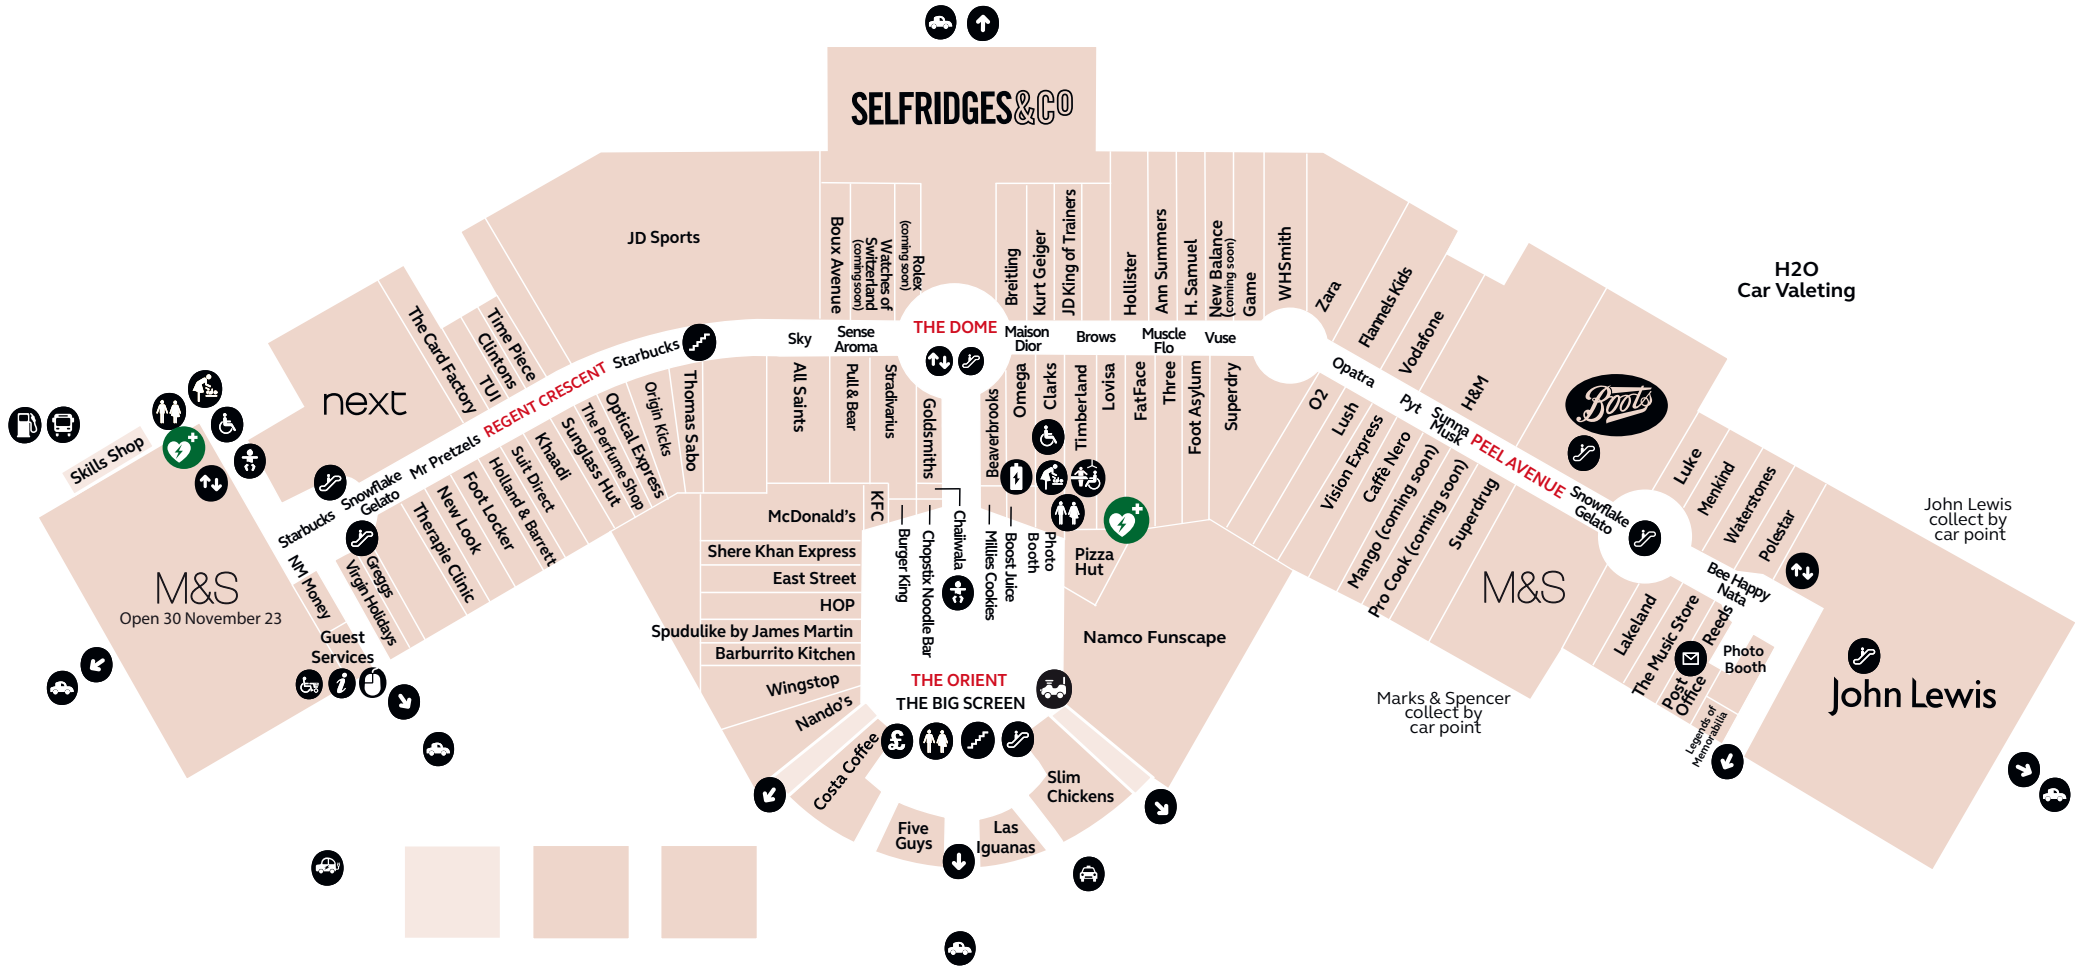 SELFRIDGES&CO
JD Sports
Boux Avenue
Watches of
Switzerland
(coming soon)
Rolex
(coming soon)
Breitling
Kurt Geiger
JD King of Trainers
Hollister
Ann Summers
H. Samuel
New Balance
(coming soon)
Game
WHSmith
Zara
Flannels Kids
Vodafone
H&M
Boots
H2O
Car Valeting
next
The Card Factory
TUI
Clintons
Time Piece
Skills Shop
Starbucks
Snowflake
Gelato
Mr Pretzels
REGENT CRESCENT
Starbucks
Sky
Sense
Aroma
THE DOME
Maison
Dior
Brows
Muscle
Flo
Vuse
Opatra
Pyt
Sunna
Musk
PEEL AVENUE
Snowflake
Gelato
Bee Happy
Nata
Luke
Menkind
Waterstones
Polestar
John Lewis
collect by
car point
M&S
Open 30 November 23
NM Money
Greggs
Virgin Holidays
Guest
Services
Therapie Clinic
New Look
Foot Locker
Holland & Barrett
Suit Direct
Khaadi
Sunglass Hut
The Perfume Shop
Optical Express
Origin Kicks
Thomas Sabo
All Saints
Pull & Bear
Stradivarius
Goldsmiths
Beaverbrooks
Omega
Clarks
Timberland
Lovisa
FatFace
Three
Foot Asylum
Superdry
O2
Lush
Vision Express
Caffè Nero
Mango (coming soon)
Pro Cook (coming soon)
Superdrug
M&S
Lakeland
The Music Store
Reeds
Post
Office
Legends of
Memorabilia
Photo
Booth
John Lewis
Marks & Spencer
collect by
car point
McDonald's
Shere Khan Express
East Street
HOP
Spudulike by James Martin
Barburrito Kitchen
Wingstop
Nando's
KFC
Burger King
Chopstix Noodle Bar
Chaiiwala
Millies Cookies
Boost Juice
Photo
Booth
Pizza
Hut
Namco Funscape
THE ORIENT
THE BIG SCREEN
£
Costa Coffee
Five
Guys
Las
Iguanas
Slim
Chickens